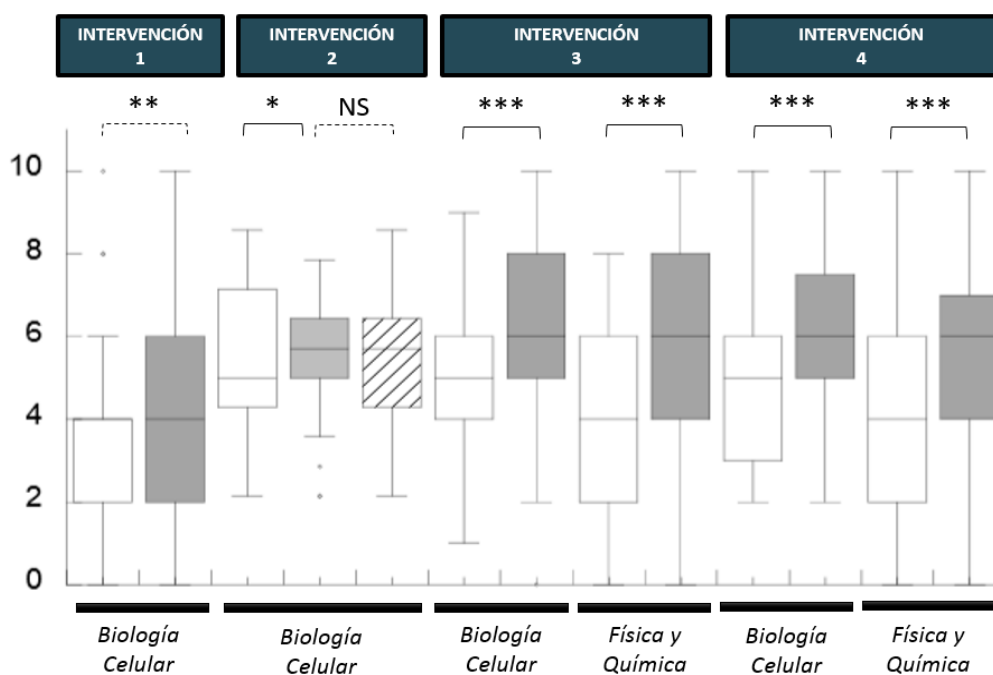 INTERVENCIÓN
1
INTERVENCIÓN
2
INTERVENCIÓN
3
INTERVENCIÓN
4
**
*
NS
***
***
***
***
10
8
6
4
2
0
Biología
Celular
Biología
Celular
Biología
Celular
Física y
Química
Biología
Celular
Física y
Química